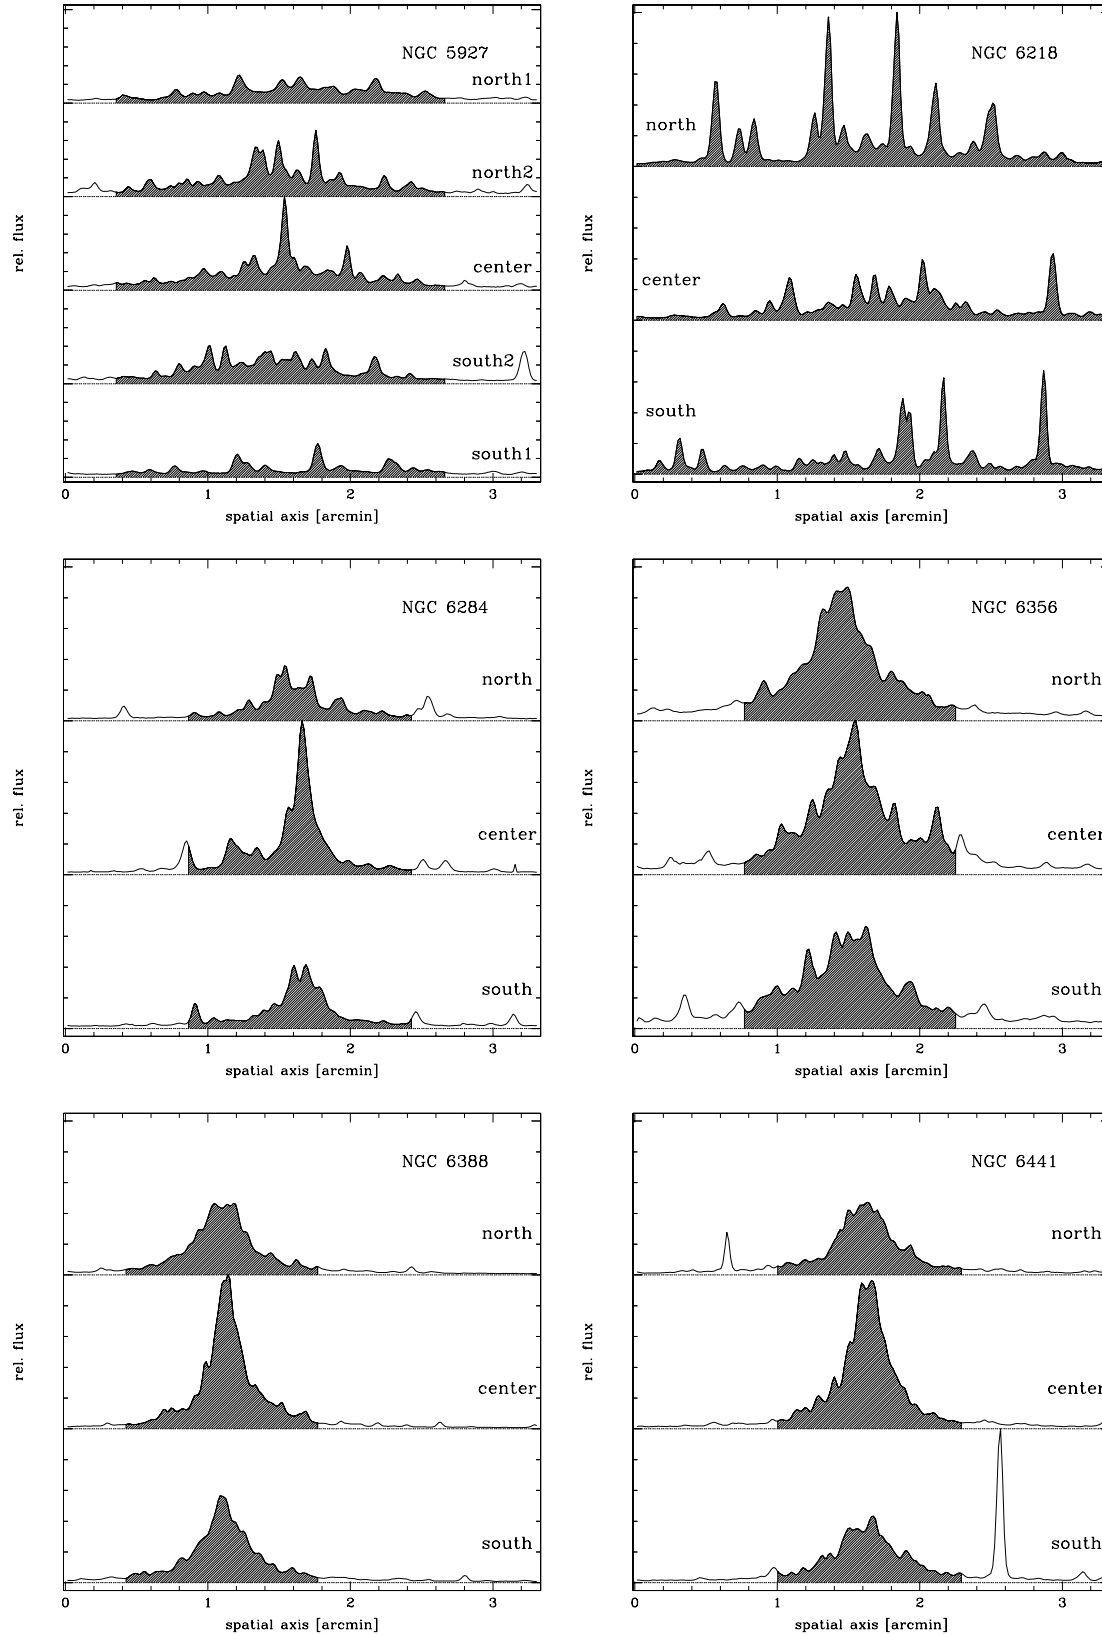 NGC 5927
north1
north2
center
south2
south1
rel. flux
0 1 2 3
spatial axis [arcmin]
NGC 6218
north
center
south
rel. flux
0 1 2 3
spatial axis [arcmin]
NGC 6284
north
center
south
rel. flux
0 1 2 3
spatial axis [arcmin]
NGC 6356
north
center
south
rel. flux
0 1 2 3
spatial axis [arcmin]
NGC 6388
north
center
south
rel. flux
0 1 2 3
spatial axis [arcmin]
NGC 6441
north
center
south
rel. flux
0 1 2 3
spatial axis [arcmin]